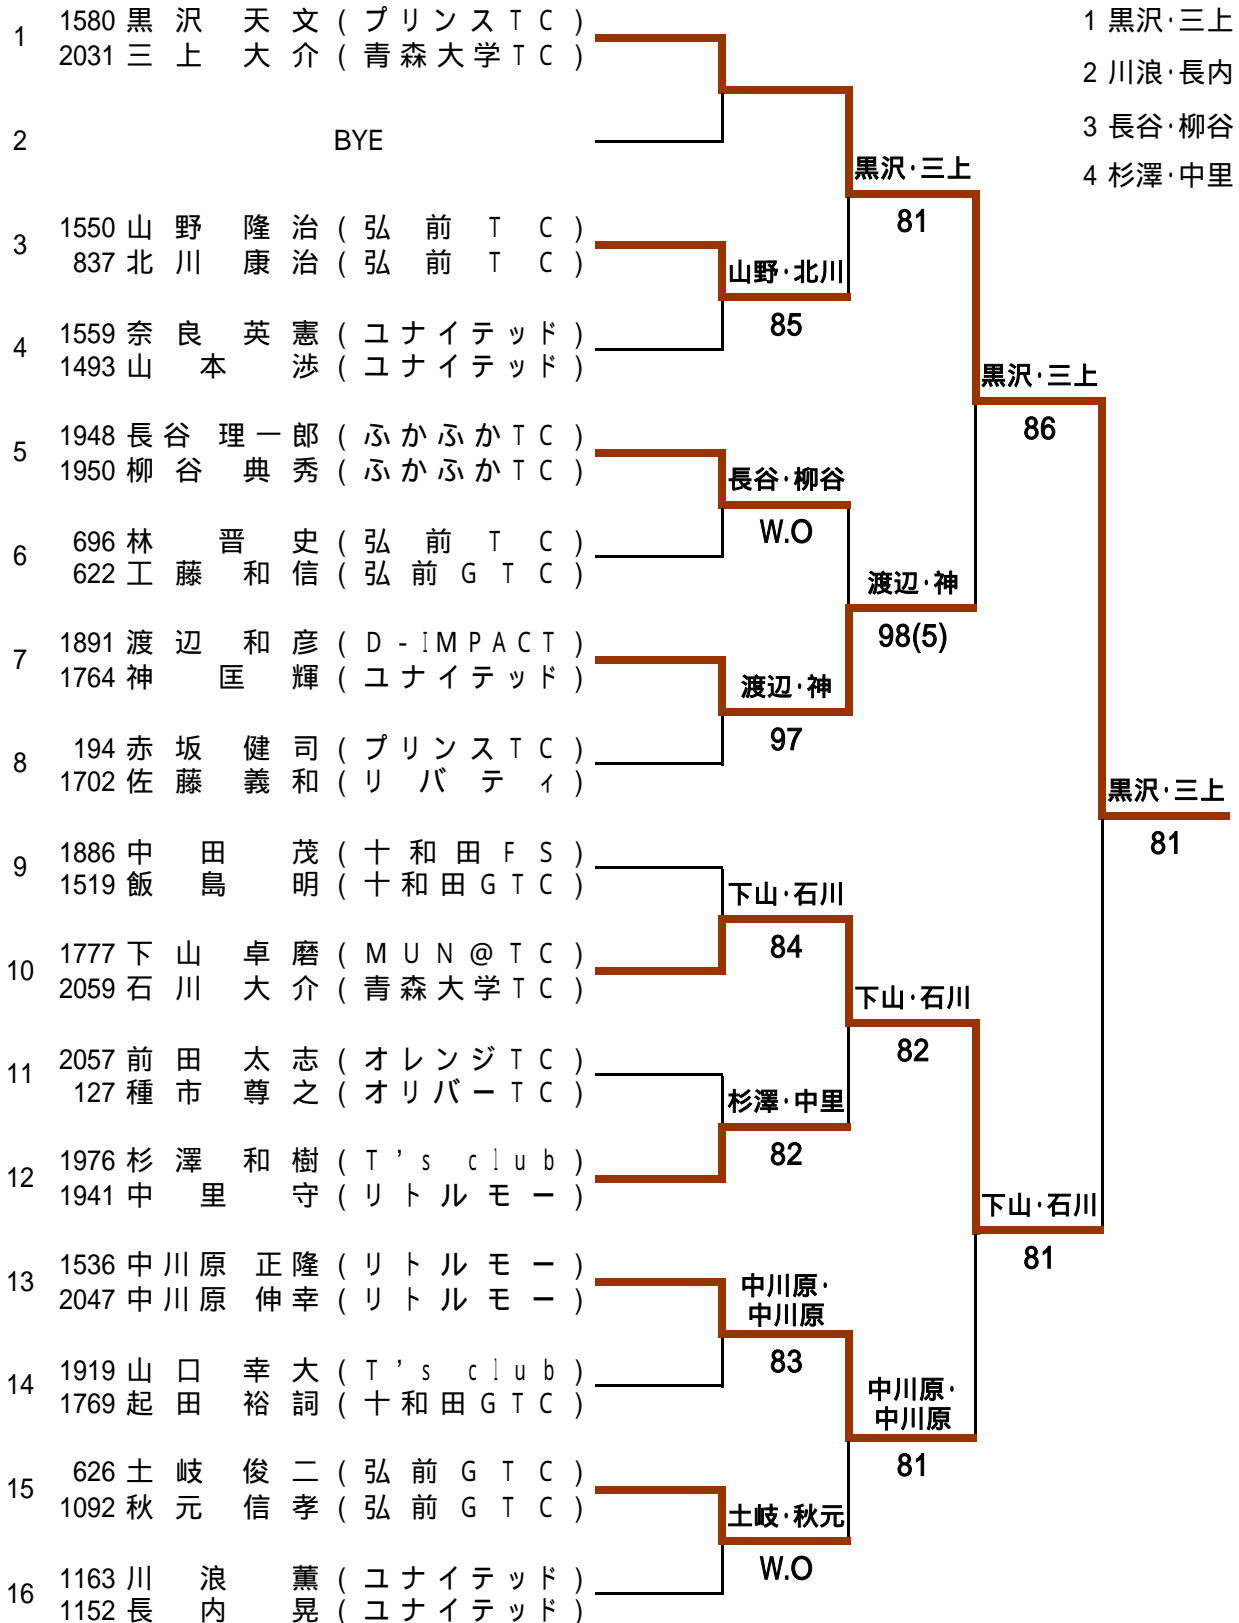 1 1580 黒沢 天文 (プリンスTC)
2031 三上 大介 (青森大学TC)
2 BYE
3 1550 山野 隆治 (弘前TC)
837 北川 康治 (弘前TC)
4 1559 奈良 英憲 (ユナイテッド)
1493 山本 渉 (ユナイテッド)
5 1948 長谷 理一郎 (ふかふかTC)
1950 柳谷 典秀 (ふかふかTC)
6 696 林 晋史 (弘前TC)
622 工藤 和信 (弘前GTC)
7 1891 渡辺 和彦 (D-IMPACT)
1764 神 匡輝 (ユナイテッド)
8 194 赤坂 健司 (プリンスTC)
1702 佐藤 義和 (リバティ)
9 1886 中田 茂 (十和田FS)
1519 飯島 明 (十和田GTC)
10 1777 下山 卓磨 (MUN@TC)
2059 石川 大介 (青森大学TC)
11 2057 前田 太志 (オレンジTC)
127 種市 尊之 (オリバーTC)
12 1976 杉澤 和樹 (T's club)
1941 中里 守 (リトルモー)
13 1536 中川原 正隆 (リトルモー)
2047 中川原 伸幸 (リトルモー)
14 1919 山口 幸大 (T's club)
1769 起田 裕詞 (十和田GTC)
15 626 土岐 俊二 (弘前GTC)
1092 秋元 信孝 (弘前GTC)
16 1163 川浪 薫 (ユナイテッド)
1152 長内 晃 (ユナイテッド)
山野·北川
85
長谷·柳谷
W.O
渡辺·神
97
下山·石川
84
杉澤·中里
82
中川原·
中川原
83
土岐·秋元
W.O
黒沢·三上
81
渡辺·神
98(5)
下山·石川
82
中川原·
中川原
81
黒沢·三上
86
下山·石川
81
黒沢·三上
81
1 黒沢·三上
2 川浪·長内
3 長谷·柳谷
4 杉澤·中里